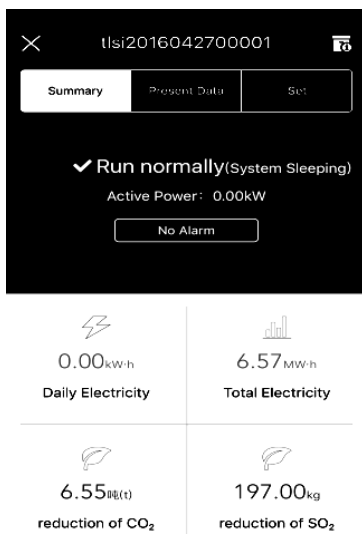 tlsi2016042700001
Summary Present Data Set
✔ Run normally(System Sleeping)
Active Power: 0.00kW
No Alarm
0.00kW·h 6.57MW·h
Daily Electricity Total Electricity
6.55吨(t) 197.00kg
reduction of CO₂ reduction of SO₂